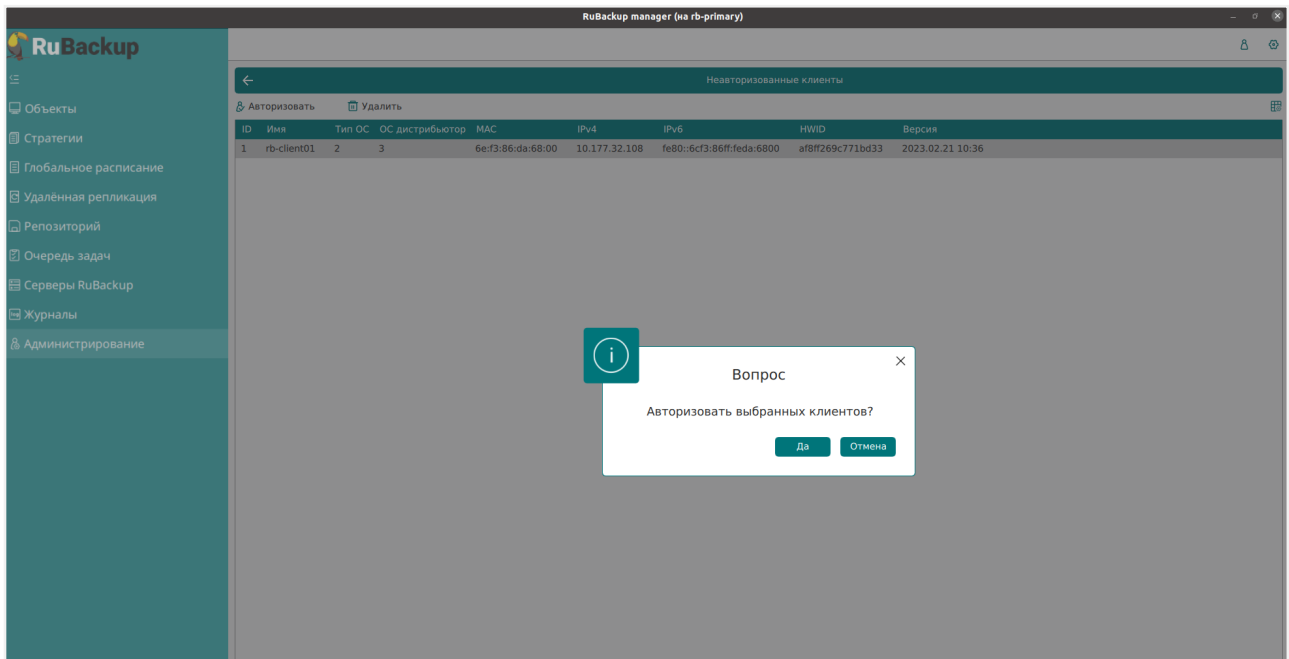 RuBackup manager (на rb-primary)
RuBackup
Объекты
Стратегии
Глобальное расписание
Удалённая репликация
Репозиторий
Очередь задач
Серверы RuBackup
Журналы
Администрирование
Неавторизованные клиенты
Авторизовать Удалить
ID Имя Тип ОС ОС дистрибьютор MAC IPv4 IPv6 HWID Версия
1 rb-client01 2 3 6e:f3:86:da:68:00 10.177.32.108 fe80::6cf3:86ff:feda:6800 af8ff269c771bd33 2023.02.21 10:36
Вопрос
Авторизовать выбранных клиентов?
Да Отмена